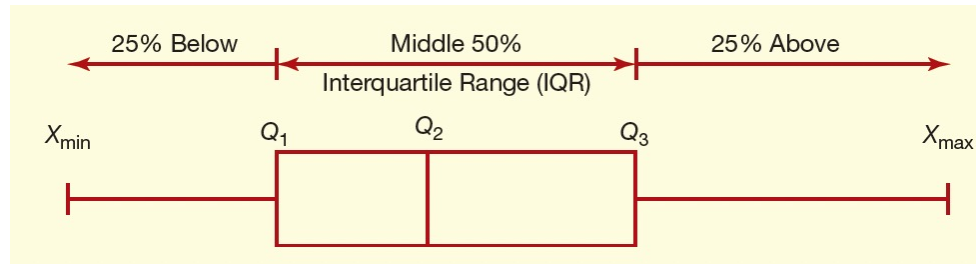 25% Below Middle 50% 25% Above
Interquartile Range (IQR)
Xmin Q1 Q2 Q3 Xmax